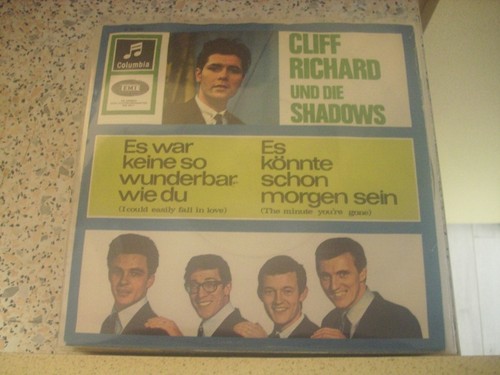 Columbia
EMI
CLIFF
RICHARD
UND DIE
SHADOWS
Es war
keine so
wunderbar
wie du
(I could easily fall in love)
Es
könnte
schon
morgen sein
(The minute you're gone)